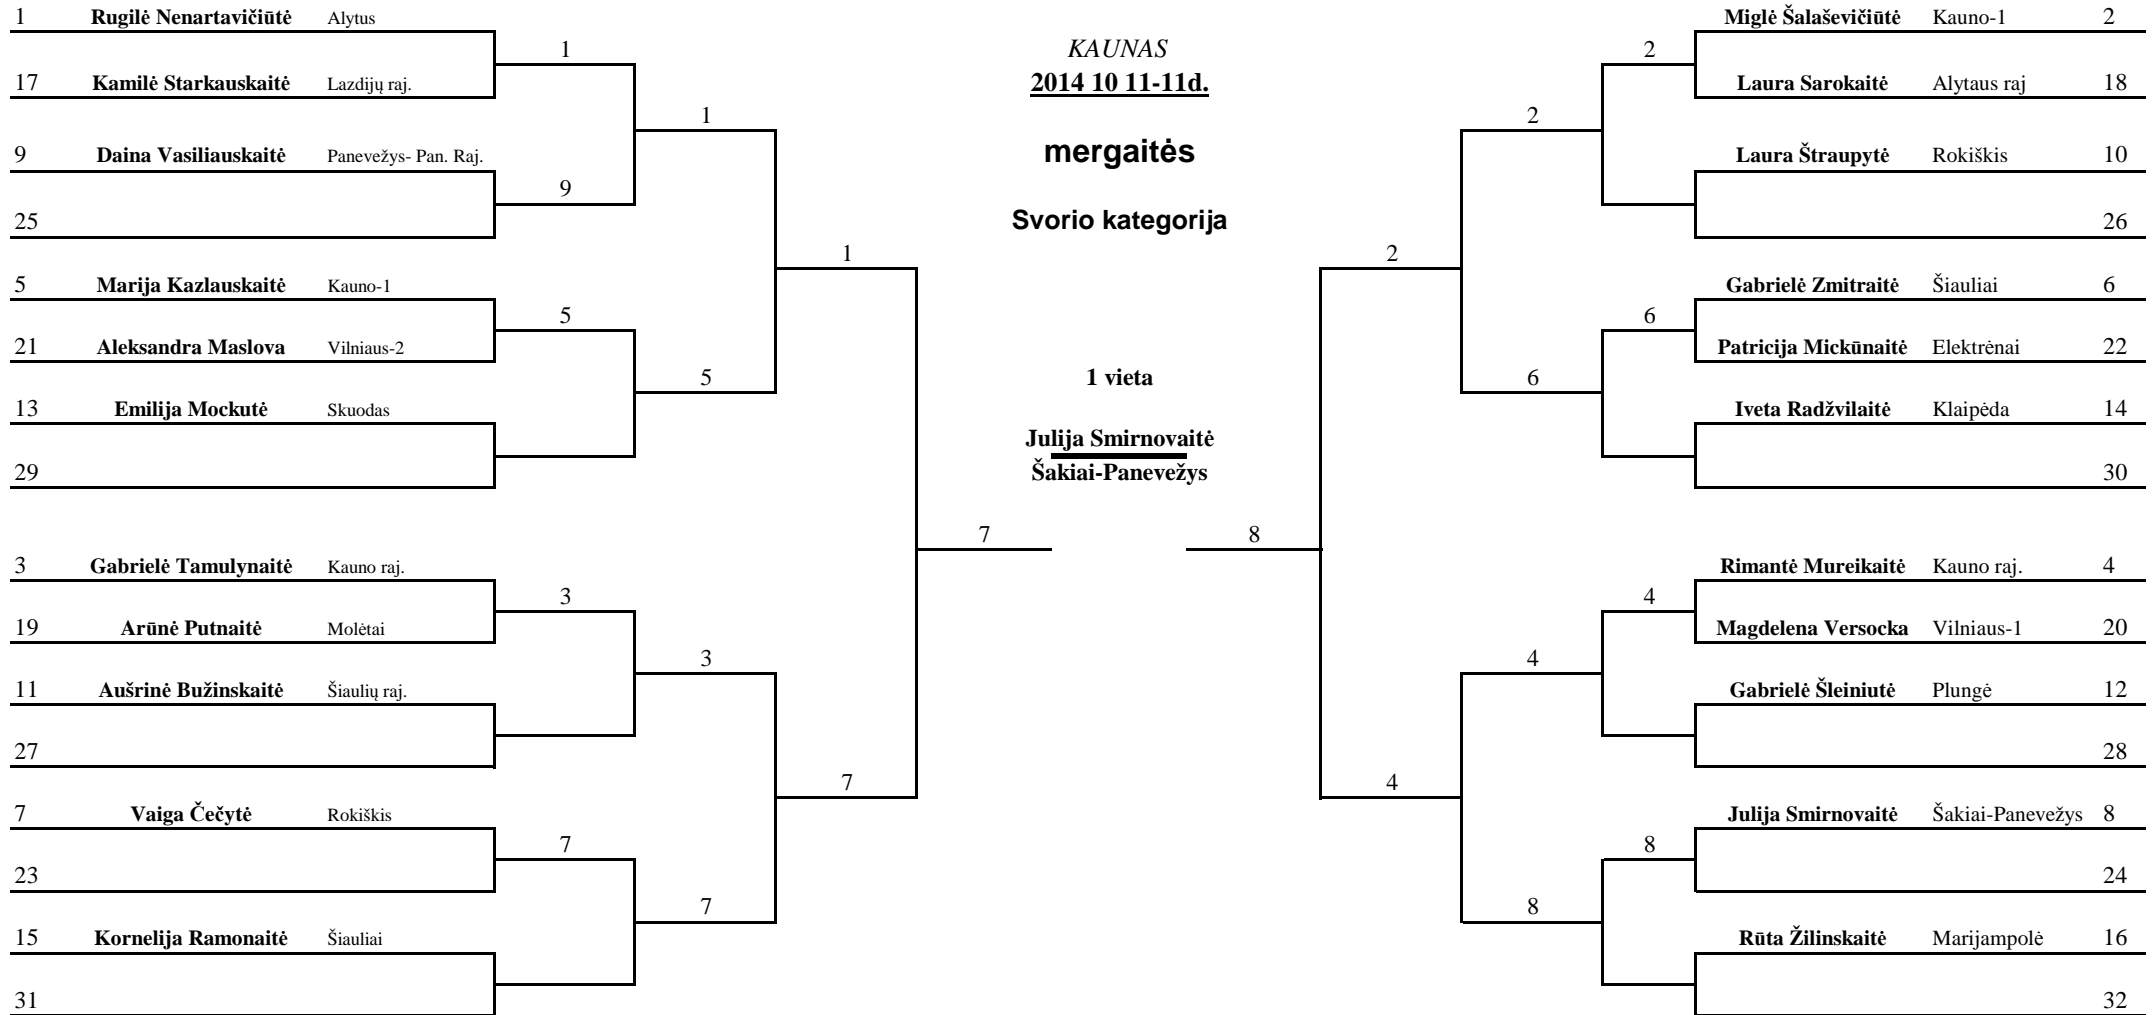 1 Rugilė Nenartavičiūtė Alytus
1
17 Kamilė Starkauskaitė Lazdijų raj.
1
9 Daina Vasiliauskaitė Panevežys- Pan. Raj.
9
25
1
5 Marija Kazlauskaitė Kauno-1
5
21 Aleksandra Maslova Vilniaus-2
5
13 Emilija Mockutė Skuodas
29
7
3 Gabrielė Tamulynaitė Kauno raj.
3
19 Arūnė Putnaitė Molėtai
3
11 Aušrinė Bužinskaitė Šiaulių raj.
27
7
7 Vaiga Čečytė Rokiškis
7
23
7
15 Kornelija Ramonaitė Šiauliai
31
KAUNAS
2014 10 11-11d.
mergaitės
Svorio kategorija
1 vieta
Julija Smirnovaitė
Šakiai-Panevežys
Miglė Šalaševičiūtė Kauno-1 2
2
Laura Sarokaitė Alytaus raj 18
2
Laura Štraupytė Rokiškis 10
26
2
Gabrielė Zmitraitė Šiauliai 6
6
Patricija Mickūnaitė Elektrėnai 22
6
Iveta Radžvilaitė Klaipėda 14
30
8
Rimantė Mureikaitė Kauno raj. 4
4
Magdelena Versocka Vilniaus-1 20
4
Gabrielė Šleiniutė Plungė 12
28
4
Julija Smirnovaitė Šakiai-Panevežys 8
8
24
8
Rūta Žilinskaitė Marijampolė 16
32